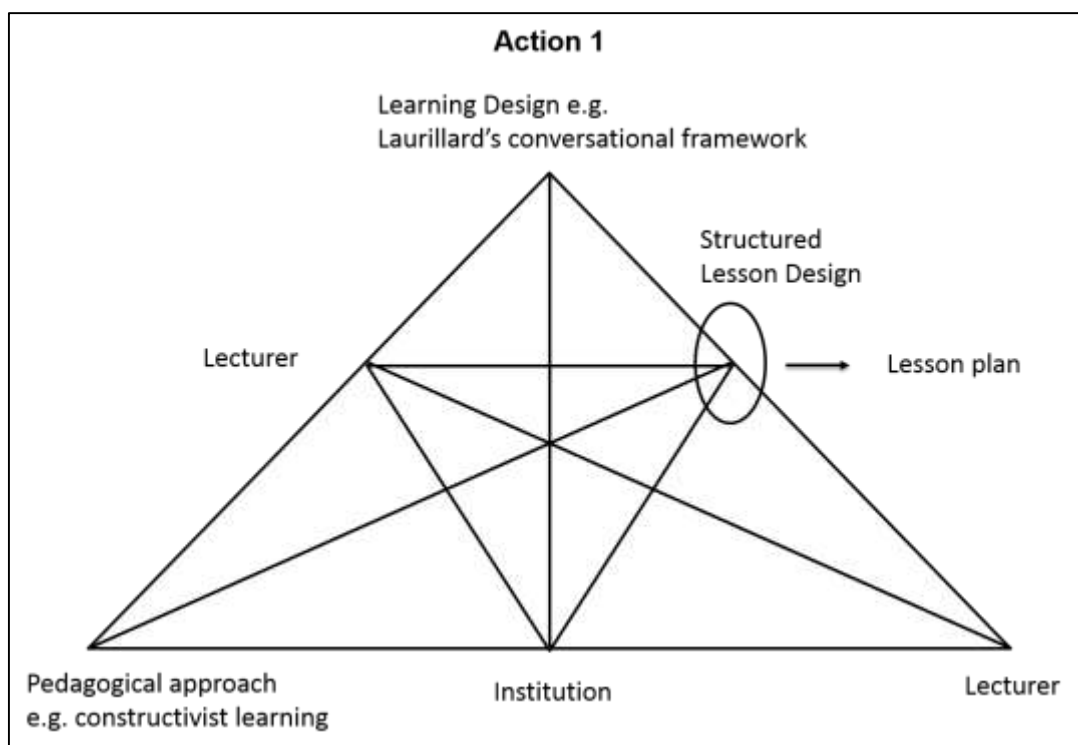 Action 1
Learning Design e.g.
Laurillard’s conversational framework
Structured
Lesson Design
Lecturer
Lesson plan
Pedagogical approach
e.g. constructivist learning
Institution
Lecturer